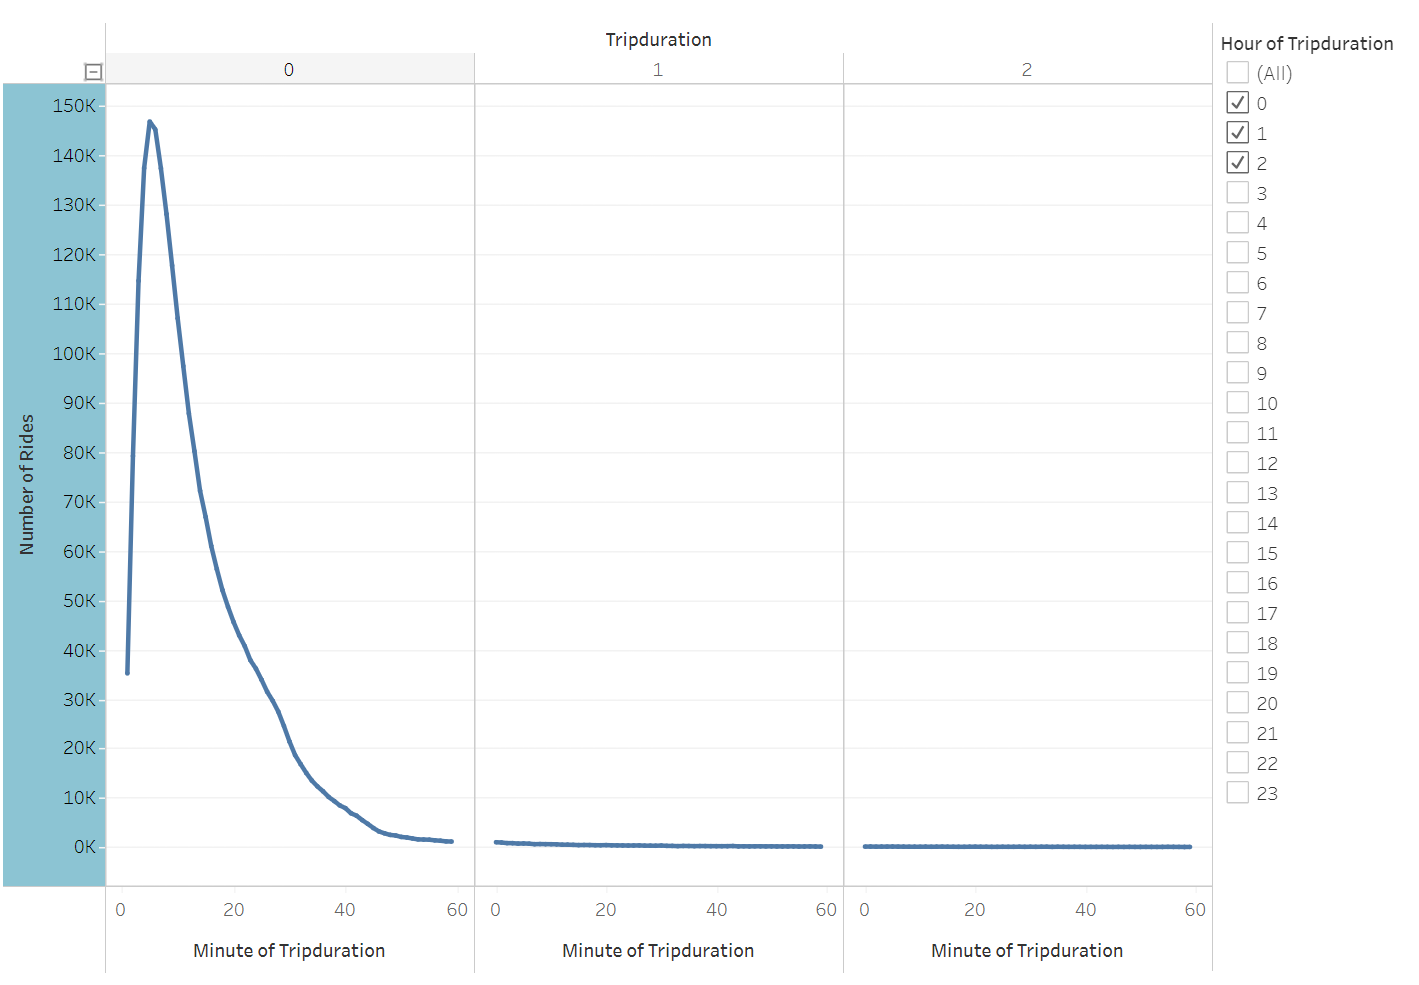 Tripduration
0 1 2
Number of Rides
150K
140K
130K
120K
110K
100K
90K
80K
70K
60K
50K
40K
30K
20K
10K
0K
0 20 40 60 0 20 40 60 0 20 40 60
Minute of Tripduration Minute of Tripduration Minute of Tripduration
Hour of Tripduration
(All)
0
1
2
3
4
5
6
7
8
9
10
11
12
13
14
15
16
17
18
19
20
21
22
23